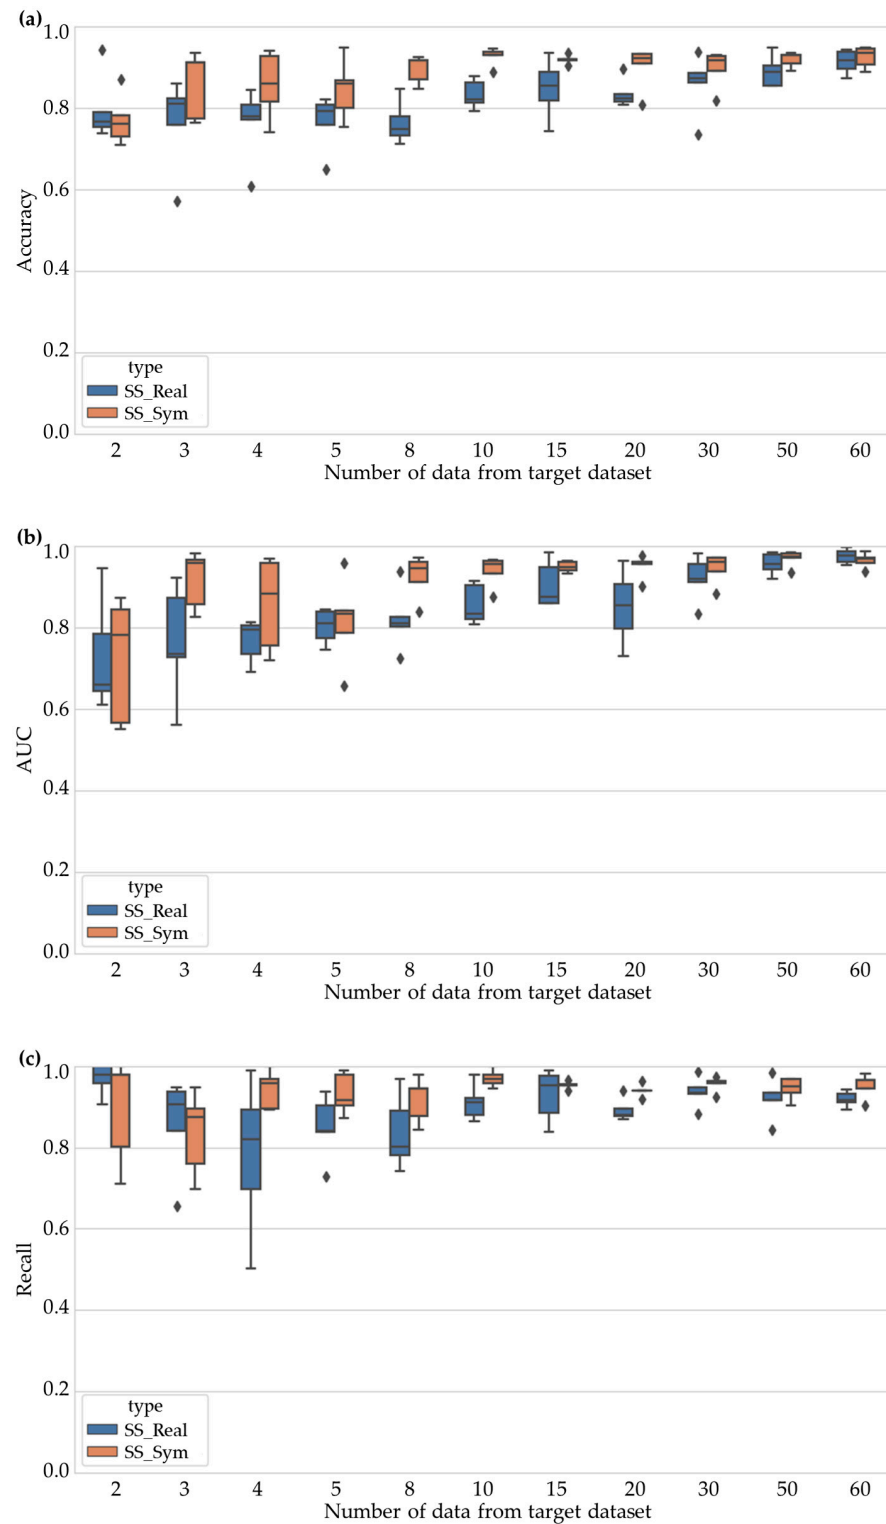 (a)
1.0
0.8
0.6
0.4
0.2
0.0
Accuracy
type
SS_Real
SS_Sym
2 3 4 5 8 10 15 20 30 50 60
Number of data from target dataset
(b)
1.0
0.8
0.6
0.4
0.2
0.0
AUC
type
SS_Real
SS_Sym
2 3 4 5 8 10 15 20 30 50 60
Number of data from target dataset
(c)
1.0
0.8
0.6
0.4
0.2
0.0
Recall
type
SS_Real
SS_Sym
2 3 4 5 8 10 15 20 30 50 60
Number of data from target dataset